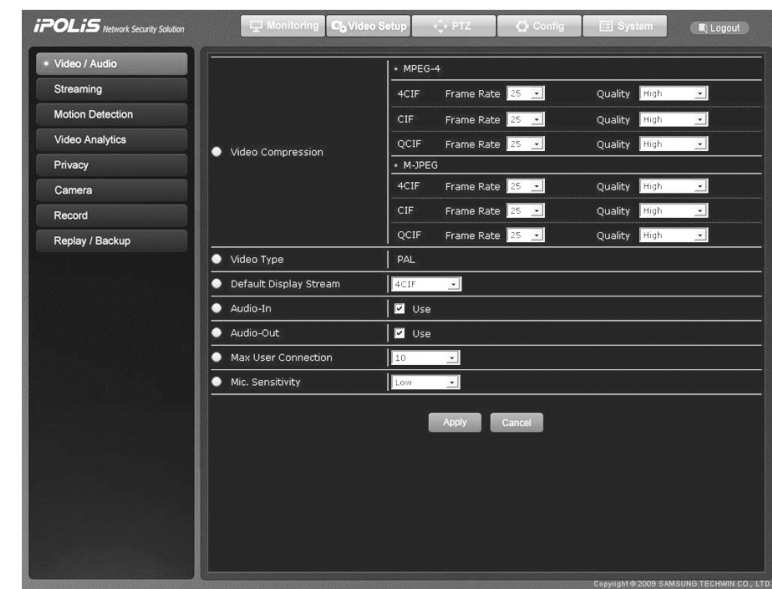 iPOLiS Network Security Solution
Monitoring Video Setup PTZ Config System Logout
Video / Audio
Streaming
Motion Detection
Video Analytics
Privacy
Camera
Record
Replay / Backup
Video Compression
MPEG-4
4CIF Frame Rate 25 Quality High
CIF Frame Rate 25 Quality High
QCIF Frame Rate 25 Quality High
M-JPEG
4CIF Frame Rate 25 Quality High
CIF Frame Rate 25 Quality High
QCIF Frame Rate 25 Quality High
Video Type PAL
Default Display Stream 4CIF
Audio-In Use
Audio-Out Use
Max User Connection 10
Mic. Sensitivity Low
Apply Cancel
Copyright © 2009 SAMSUNG TECHWIN CO., LTD.